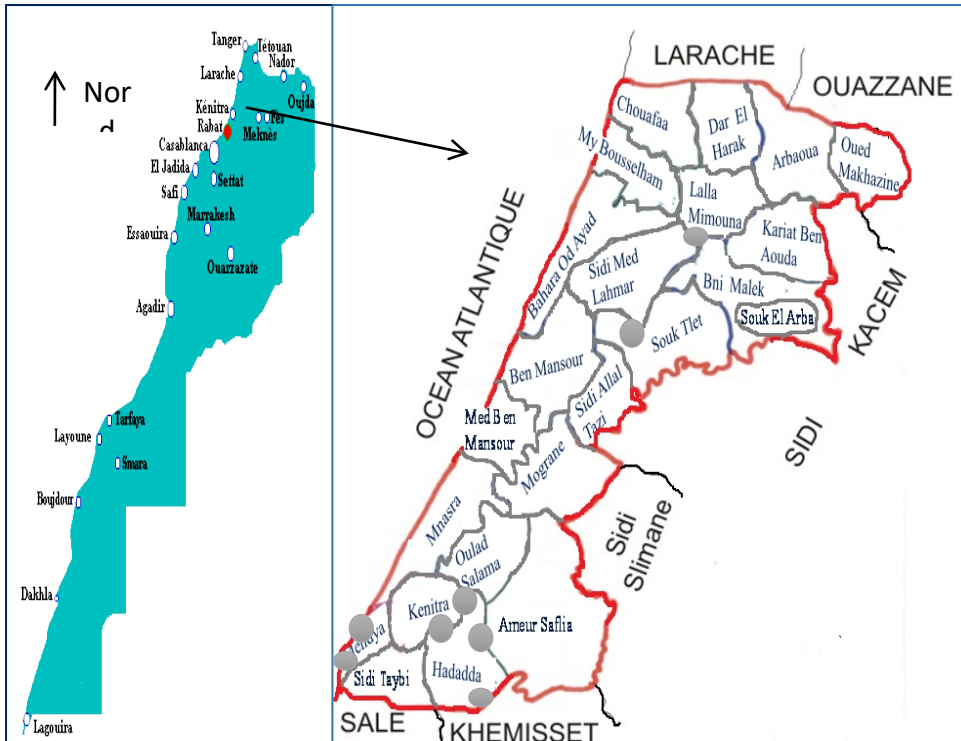 Nor
d
Tanger
Tétouan
Nador
Larache
Oujda
Kénitra
Fès
Rabat
Meknès
Casablanca
El Jadida
Settat
Safi
Marrakesh
Essaouira
Ouarzazate
Agadir
Tarfaya
Layoune
Smara
Boujdour
Dakhla
Lagouira
LARACHE
OUAZZANE
Chouafaa
Dar El
Harak
My Bousselham
Arbaoua
Oued
Makhazine
Lalla
Mimouna
Kariat Ben
Aouda
OCEAN ATLANTIQUE
Bahara Od Ayad
Sidi Med
Lahmar
Bni Malek
KACEM
Souk El Arba
Souk Tlet
Ben Mansour
Sidi Allal
Tazi
SIDI
Med Ben
Mansour
Mograne
Mnasra
Sidi
Slimane
Oulad
Salama
Kenitra
Ameur Saflia
Sidi Taybi
Hadadda
SALE
KHEMISSET